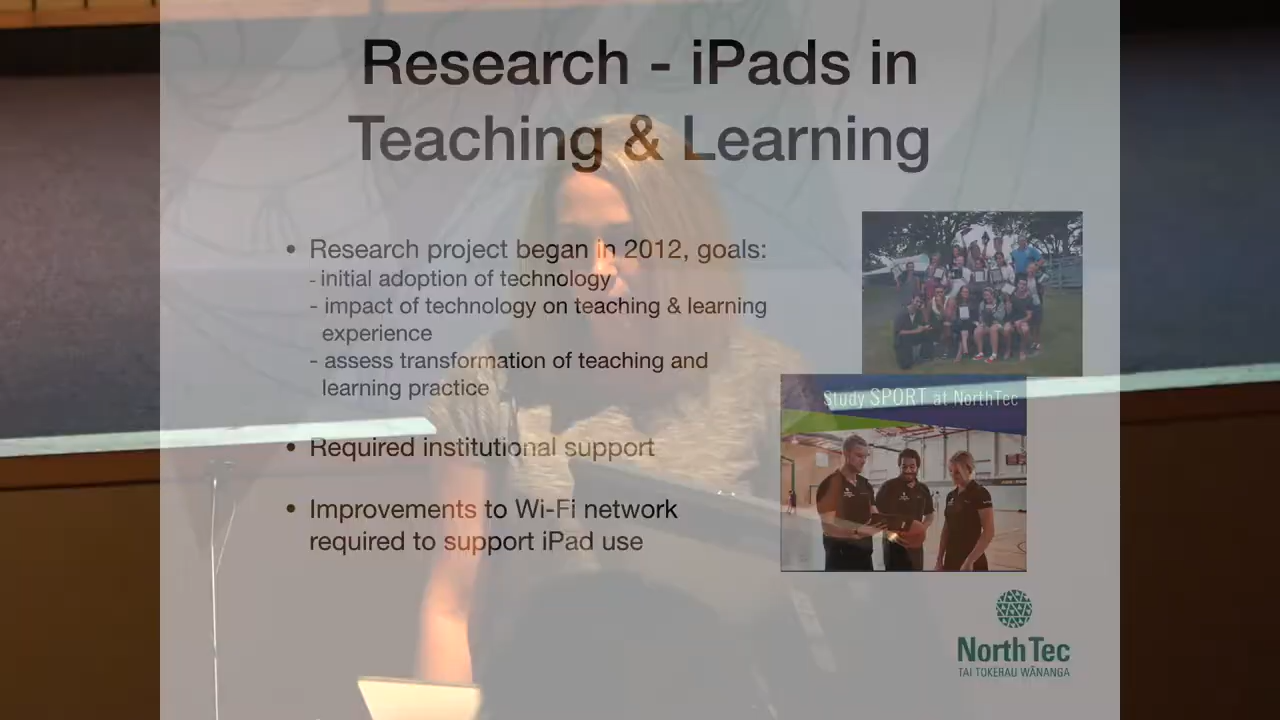 Research - iPads in
Teaching & Learning
• Research project began in 2012, goals:
- initial adoption of technology
- impact of technology on teaching & learning
experience
- assess transformation of teaching and
learning practice
• Required institutional support
• Improvements to Wi-Fi network
required to support iPad use
Study SPORT at NorthTec
NorthTec
TAI TOKERAU WĀNANGA